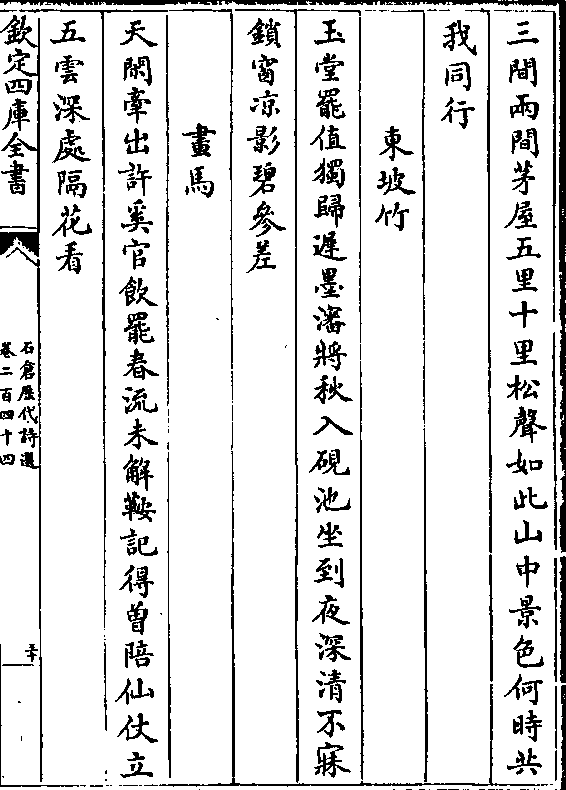 三間兩間茅屋五里十里松聲如此山中景色何時共
我同行
東坡竹
玉堂罷值獨歸遲墨瀋將秋入硯池坐到夜深清不寐
鎖窗凉影碧參差
畫馬
天閑牽出許奚官飲罷春流未解鞍記得曾陪仙仗立
五雲深處隔花看
欽定四庫全書
石倉歷代詩選
卷二百四十四